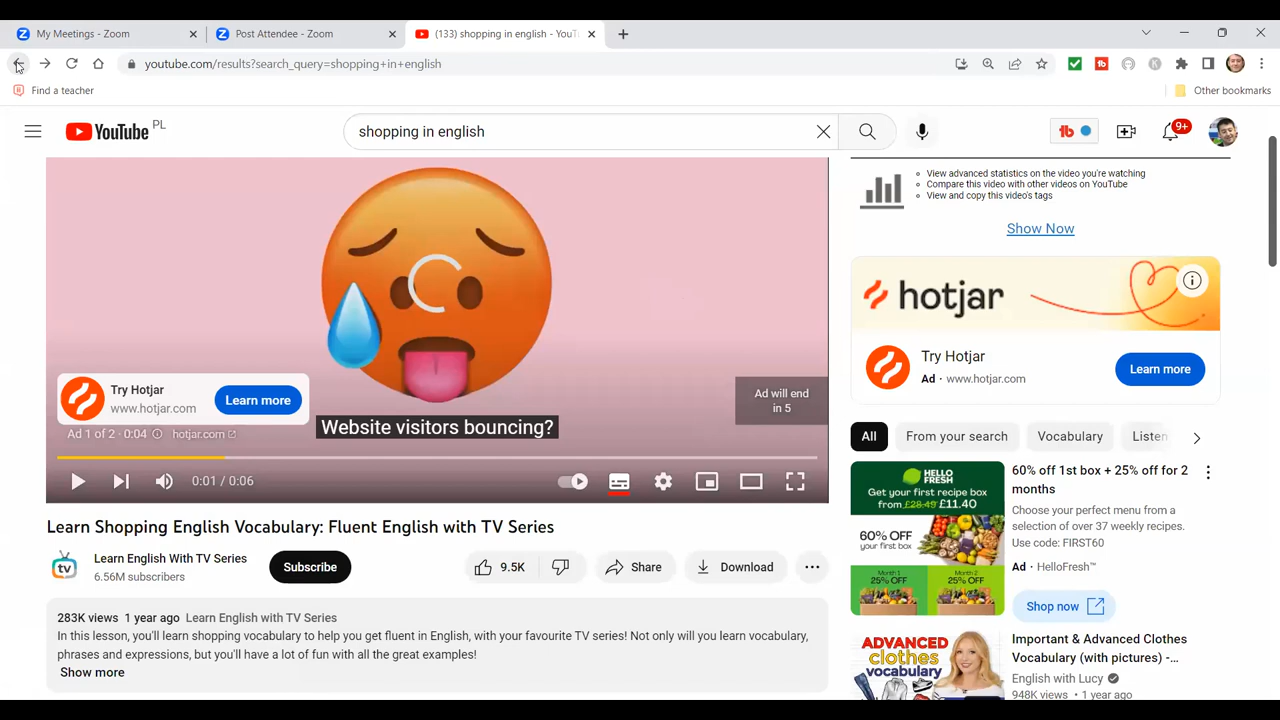 My Meetings - Zoom
Post Attendee - Zoom
(133) shopping in english - YouT
youtube.com/results?search_query=shopping+in+english
Find a teacher
Other bookmarks
YouTube PL
shopping in english
9+
View advanced statistics on the video you're watching
Compare this video with other videos on YouTube
View and copy this video's tags
Show Now
hotjar
Try Hotjar
Ad · www.hotjar.com
Learn more
Try Hotjar
www.hotjar.com
Learn more
Ad will end
in 5
Ad 1 of 2 · 0:04
hotjar.com
Website visitors bouncing?
0:01 / 0:06
All
From your search
Vocabulary
Listen
Learn Shopping English Vocabulary: Fluent English with TV Series
tv
Learn English With TV Series
6.56M subscribers
Subscribe
9.5K
Share
Download
283K views 1 year ago Learn English with TV Series
In this lesson, you'll learn shopping vocabulary to help you get fluent in English, with your favourite TV series! Not only will you learn vocabulary,
phrases and expressions but you'll have a lot of fun with all the great examples!
Show more
HELLO
FRESH
Get your first recipe box
from £28.49 £11.40
60% OFF
your first box
Month 1
25% OFF
Month 2
25% OFF
60% off 1st box + 25% off for 2
months
Choose your perfect menu from a
selection of over 37 weekly recipes.
Use code: FIRST60
Ad · HelloFresh™
Shop now
ADVANCED
clothes
vocabulary
Important & Advanced Clothes
Vocabulary (with pictures) -...
English with Lucy
948K views • 1 year ago